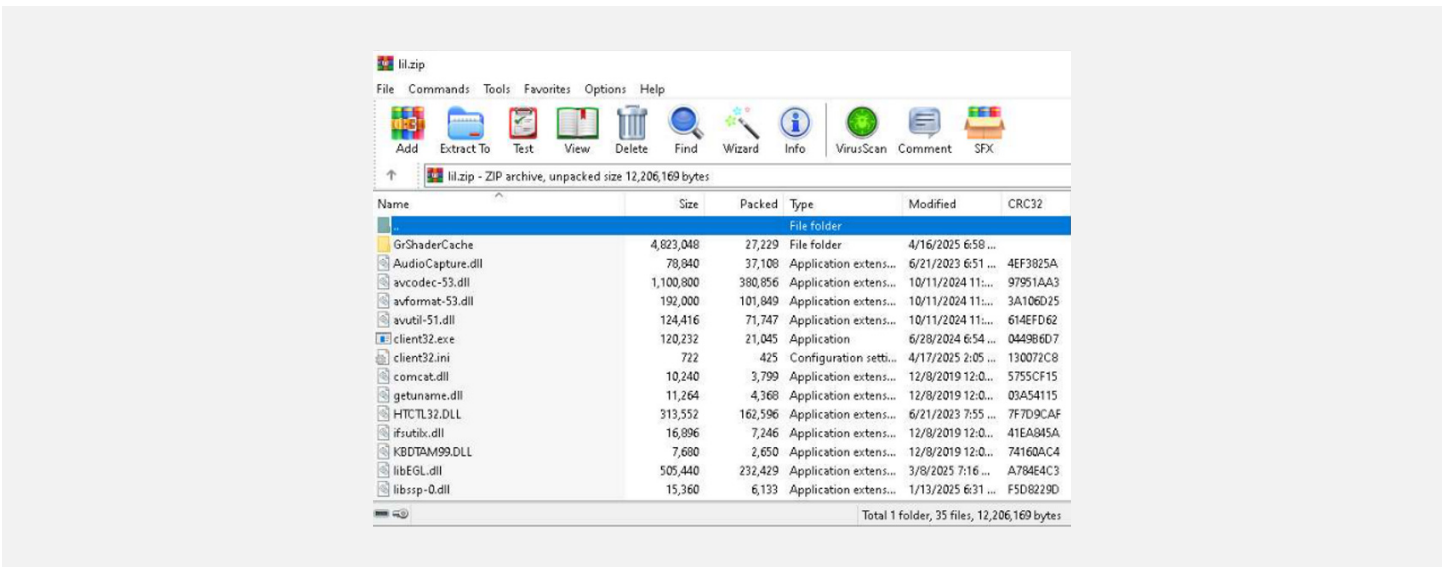 lil.zip
File Commands Tools Favorites Options Help
Add Extract To Test View Delete Find Wizard Info VirusScan Comment SFX
lil.zip - ZIP archive, unpacked size 12,206,169 bytes
Name Size Packed Type Modified CRC32
.. File folder
GrShaderCache 4,823,048 27,229 File folder 4/16/2025 6:58 ...
AudioCapture.dll 78,840 37,108 Application extens... 6/21/2023 6:51 ... 4EF3825A
avcodec-53.dll 1,100,800 380,856 Application extens... 10/11/2024 11:... 97951AA3
avformat-53.dll 192,000 101,849 Application extens... 10/11/2024 11:... 3A106D25
avutil-51.dll 124,416 71,747 Application extens... 10/11/2024 11:... 614EFD62
client32.exe 120,232 21,045 Application 6/28/2024 6:54 ... 0449B6D7
client32.ini 722 425 Configuration setti... 4/17/2025 2:05 ... 130072C8
comcat.dll 10,240 3,799 Application extens... 12/8/2019 12:0... 5755CF15
getuname.dll 11,264 4,368 Application extens... 12/8/2019 12:0... 03A54115
HTCTL32.DLL 313,552 162,596 Application extens... 6/21/2023 7:55 ... 7F7D9CAF
ifsutilx.dll 16,896 7,246 Application extens... 12/8/2019 12:0... 41EA845A
KBDTAM99.DLL 7,680 2,650 Application extens... 12/8/2019 12:0... 74160AC4
libEGL.dll 505,440 232,429 Application extens... 3/8/2025 7:16 ... A784E4C3
libssp-0.dll 15,360 6,133 Application extens... 1/13/2025 6:31 ... F5D8229D
Total 1 folder, 35 files, 12,206,169 bytes